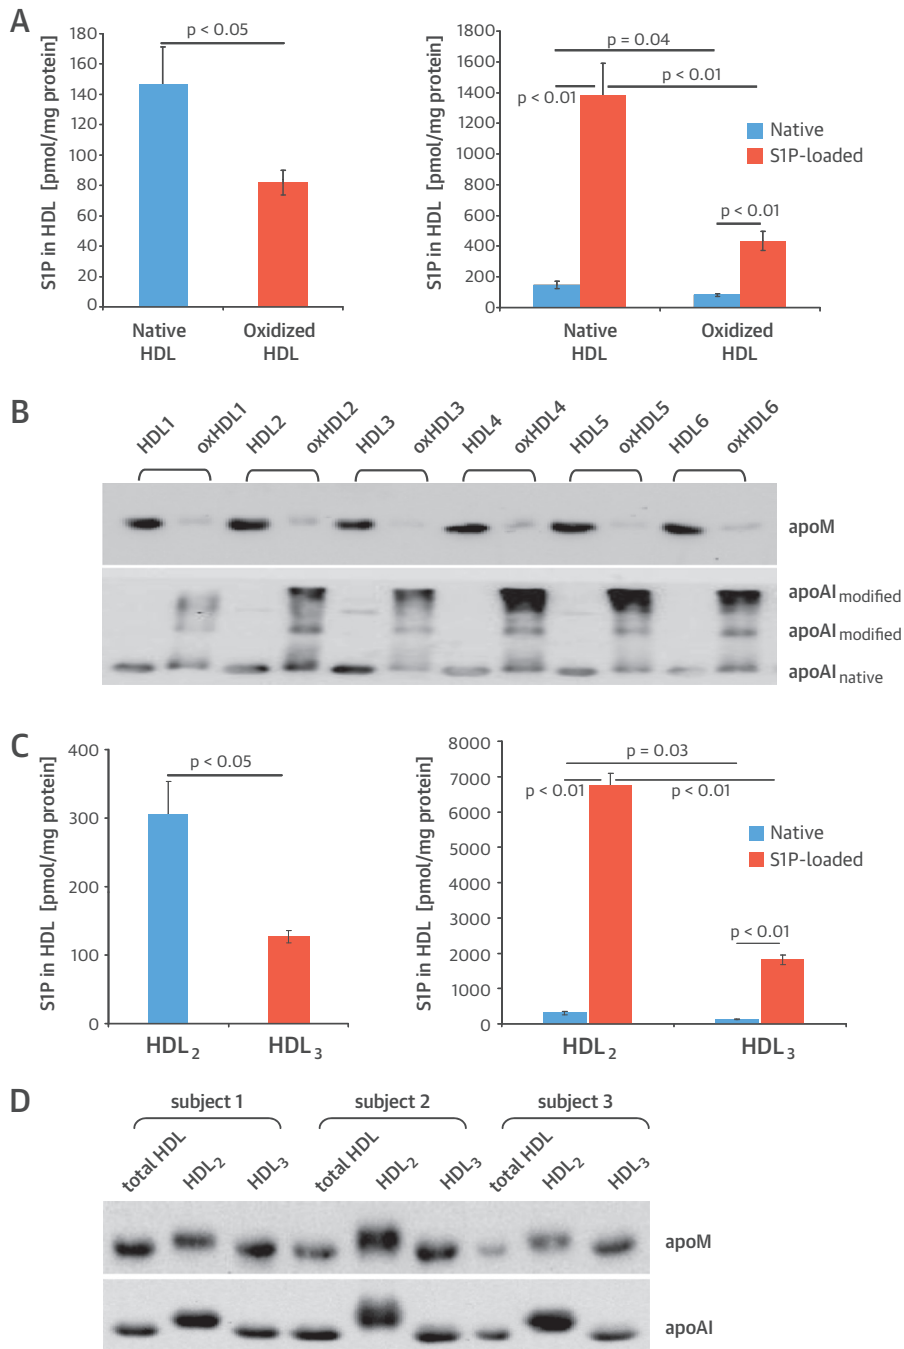 A
p < 0.05
S1P in HDL [pmol/mg protein]
180
160
140
120
100
80
60
40
20
0
Native
HDL
Oxidized
HDL
p = 0.04
p < 0.01
p < 0.01
p < 0.01
S1P in HDL [pmol/mg protein]
1800
1600
1400
1200
1000
800
600
400
200
0
Native
S1P-loaded
Native
HDL
Oxidized
HDL
B
HDL1 oxHDL1 HDL2 oxHDL2 HDL3 oxHDL3 HDL4 oxHDL4 HDL5 oxHDL5 HDL6 oxHDL6
apoM
apoAI modified
apoAI modified
apoAI native
C
p < 0.05
S1P in HDL [pmol/mg protein]
400
300
200
100
0
HDL2 HDL3
p = 0.03
p < 0.01
p < 0.01
p < 0.01
S1P in HDL [pmol/mg protein]
8000
7000
6000
5000
4000
3000
2000
1000
0
Native
S1P-loaded
HDL2 HDL3
D
subject 1 subject 2 subject 3
total HDL HDL2 HDL3 total HDL HDL2 HDL3 total HDL HDL2 HDL3
apoM
apoAI